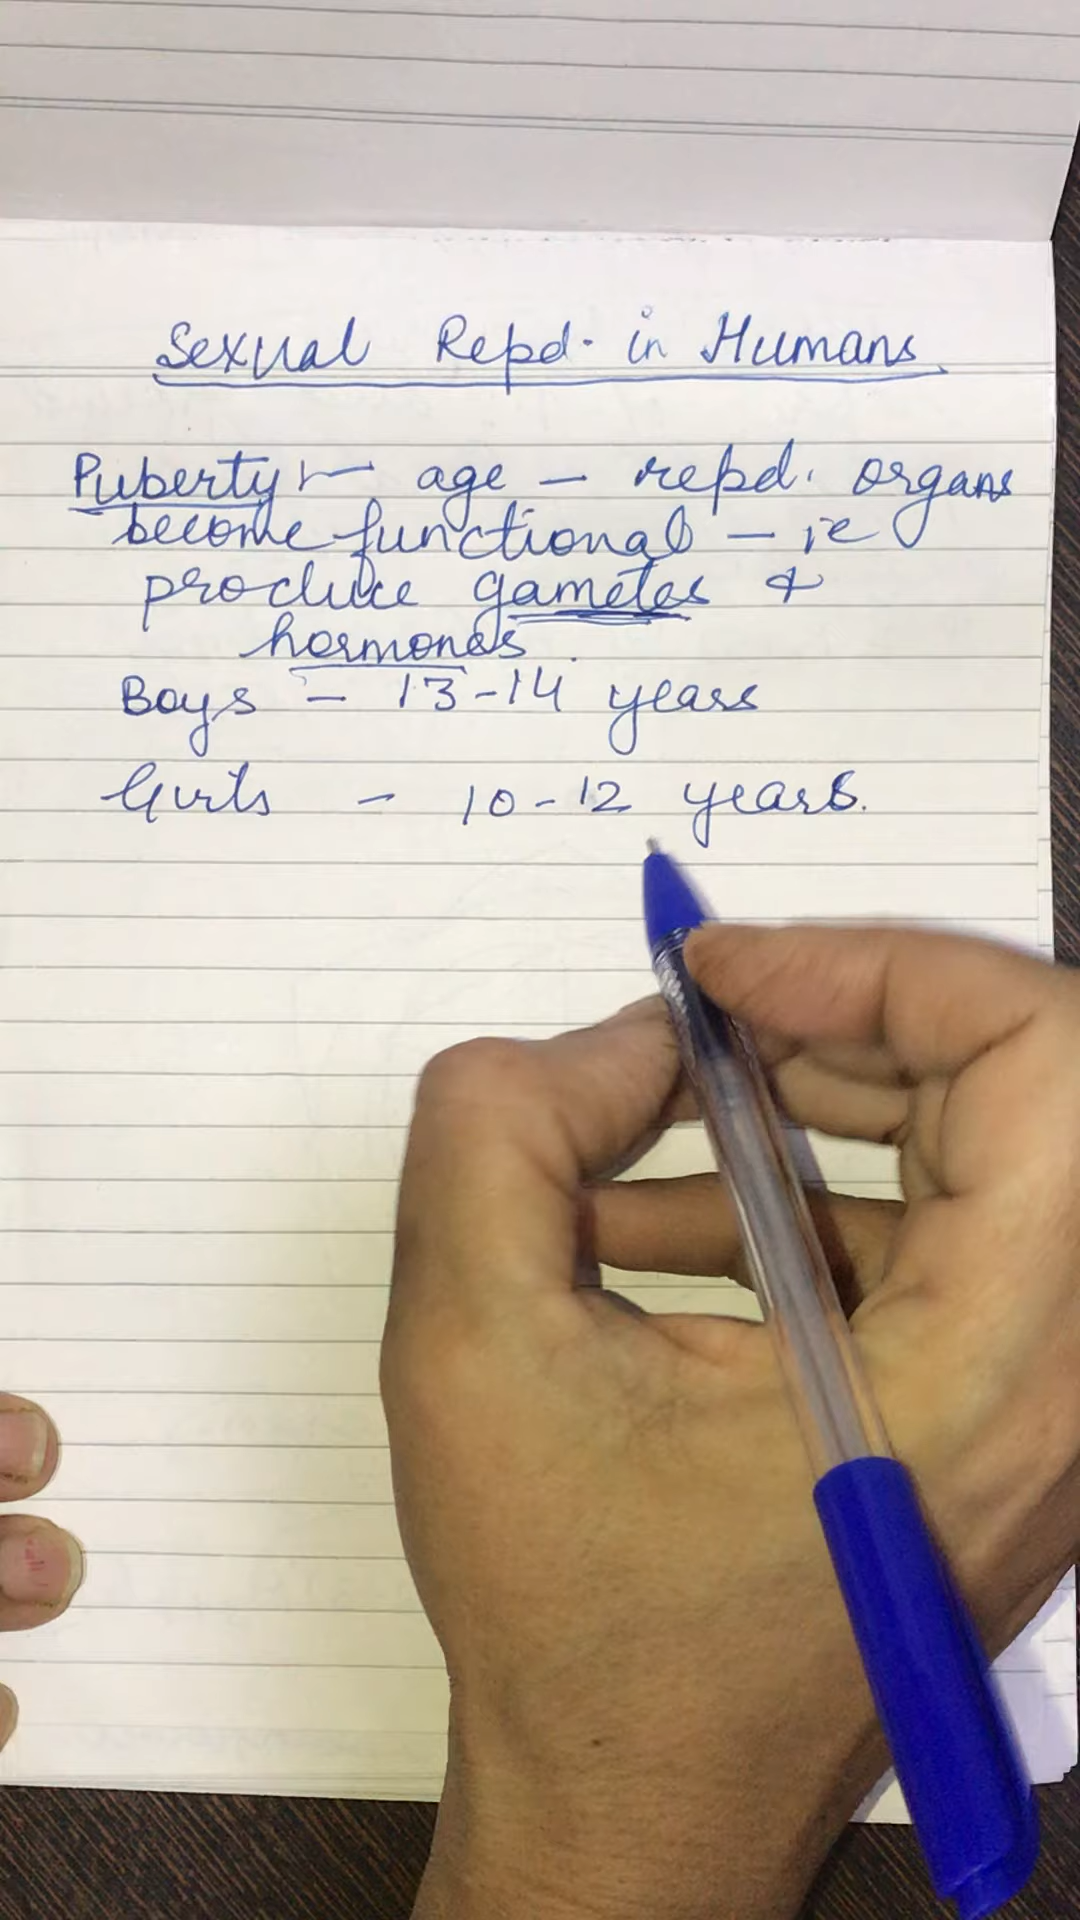 Sexual Repd. in Humans
Puberty :- age - repd. organs
become functional - ie
produce gametes &
hormones
Boys - 13-14 years
Girls - 10-12 years.